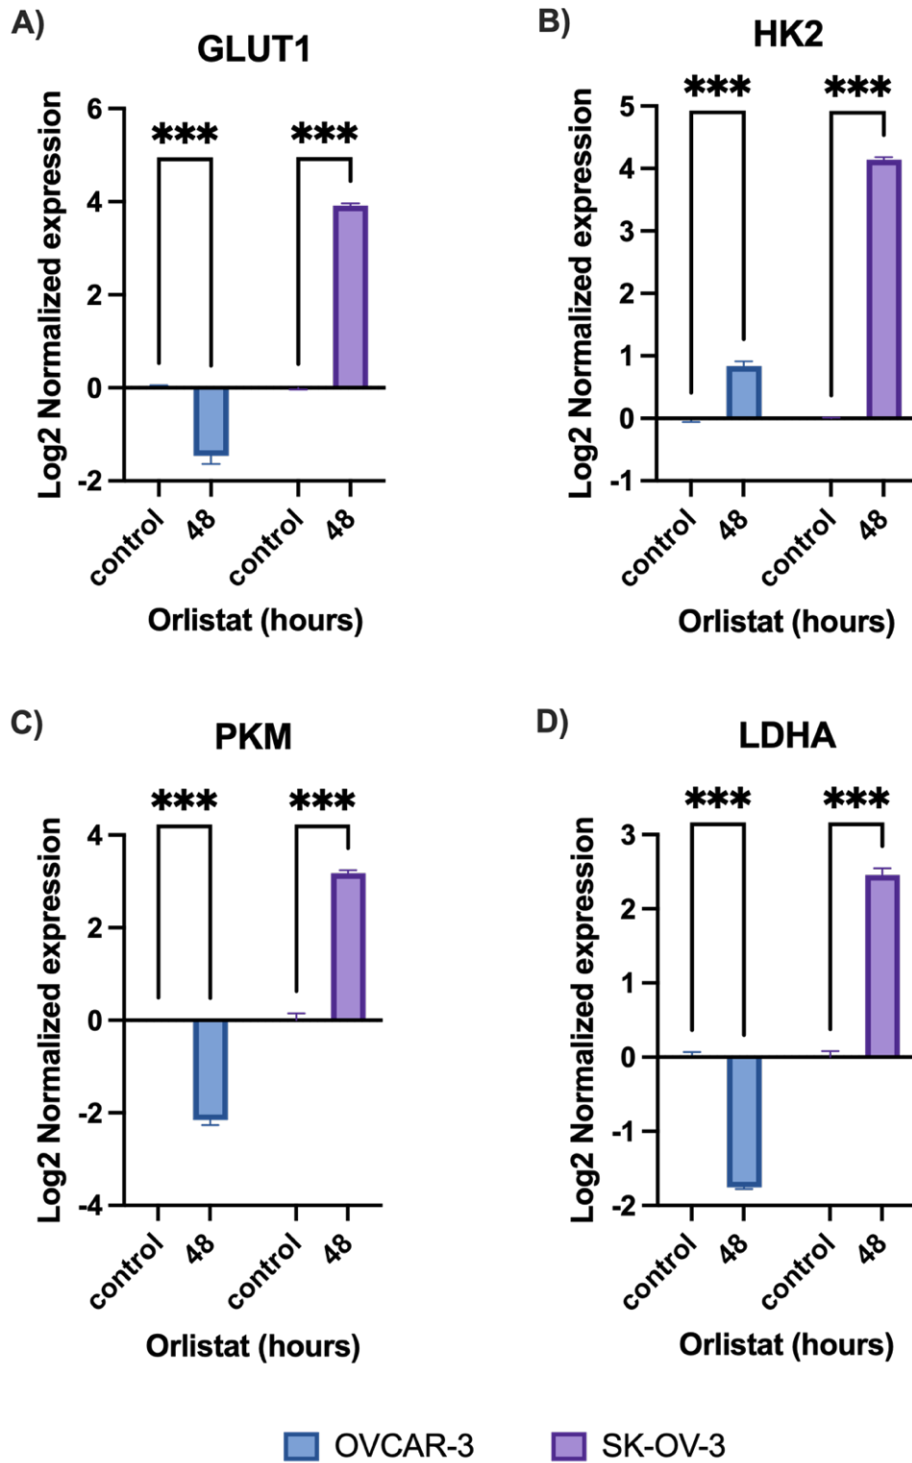 A)
GLUT1
Log2 Normalized expression
6
4
2
0
-2
*** ***
control 48 control 48
Orlistat (hours)
B)
HK2
Log2 Normalized expression
5
4
3
2
1
0
-1
*** ***
control 48 control 48
Orlistat (hours)
C)
PKM
Log2 Normalized expression
4
2
0
-2
-4
*** ***
control 48 control 48
Orlistat (hours)
D)
LDHA
Log2 Normalized expression
3
2
1
0
-1
-2
*** ***
control 48 control 48
Orlistat (hours)
OVCAR-3 SK-OV-3